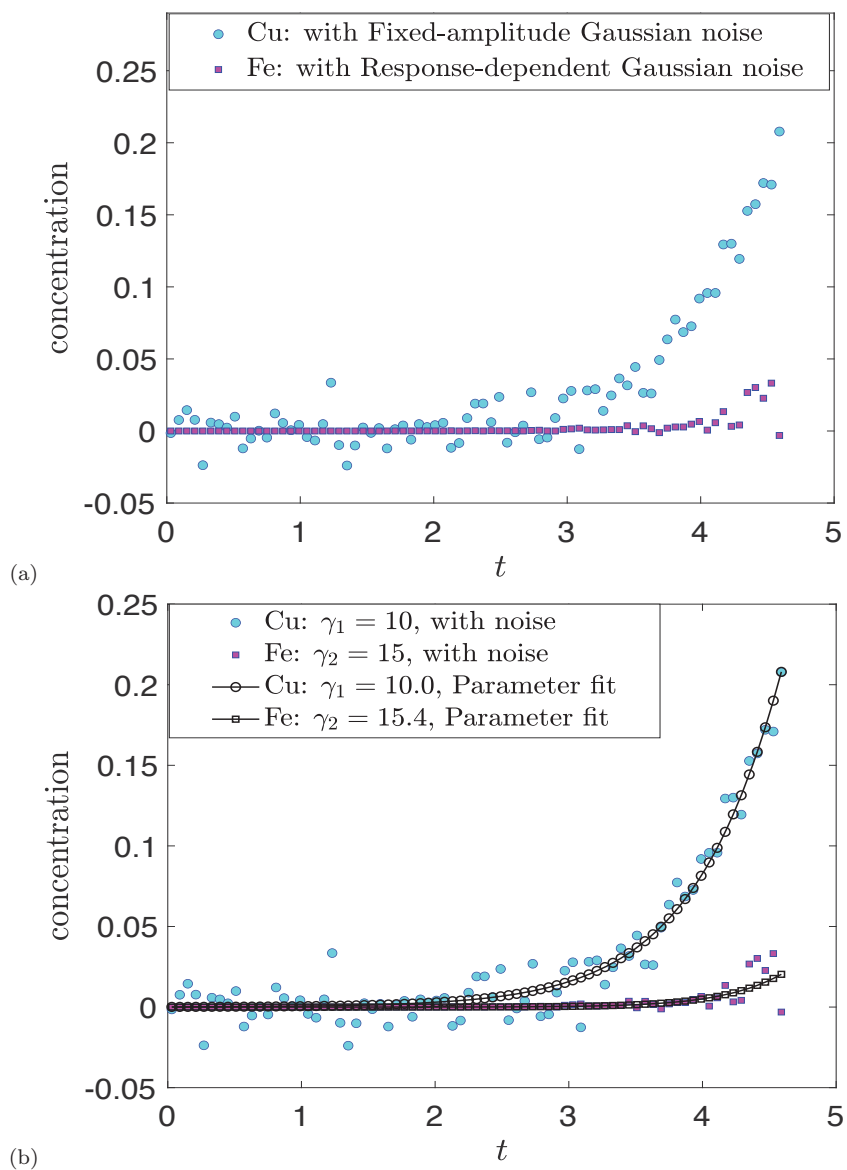 Cu: with Fixed-amplitude Gaussian noise
Fe: with Response-dependent Gaussian noise
0.25
0.2
0.15
0.1
0.05
0
-0.05
concentration
0 1 2 3 4 5
t
(a)
0.25
0.2
0.15
0.1
0.05
0
-0.05
concentration
Cu: γ₁ = 10, with noise
Fe: γ₂ = 15, with noise
Cu: γ₁ = 10.0, Parameter fit
Fe: γ₂ = 15.4, Parameter fit
0 1 2 3 4 5
t
(b)